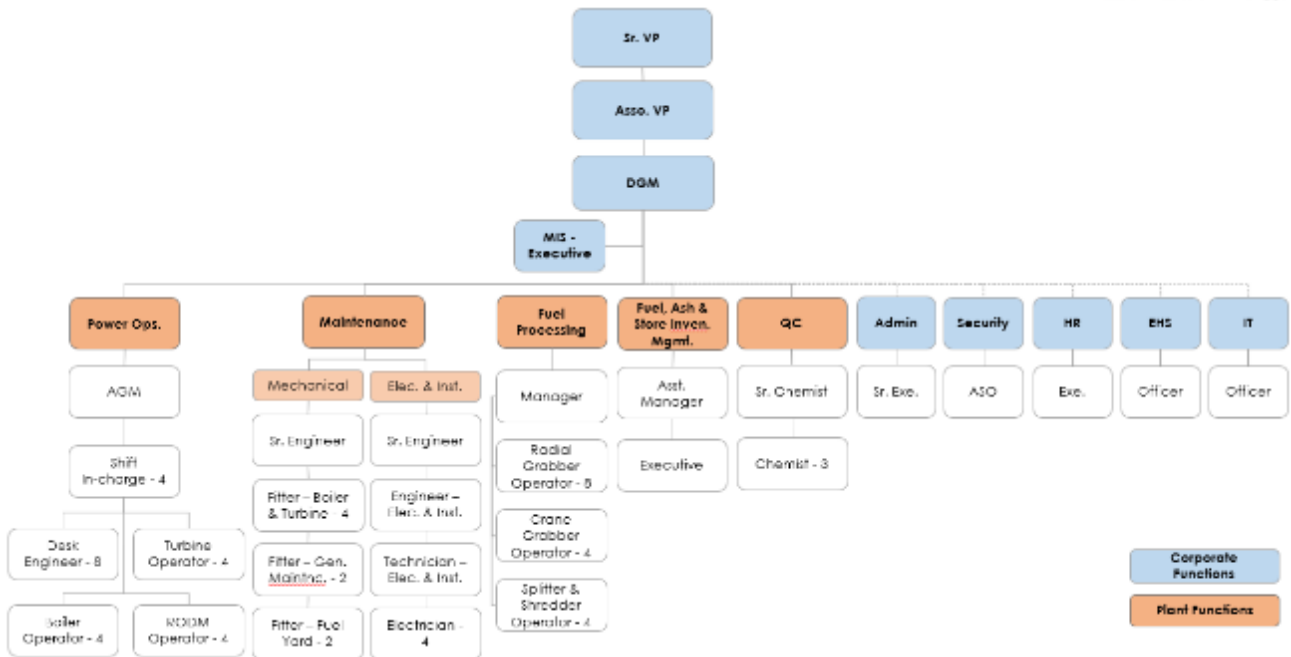 Sr. VP
Asso. VP
DGM
MIS -
Executive
Power Ops.
Maintenance
Fuel
Processing
Fuel, Ash &
Store Inven.
Mgmt.
QC
Admin
Security
HR
EHS
IT
AGM
Mechanical
Elec. & Inst.
Manager
Asst.
Manager
Sr. Chemist
Sr. Exe.
ASO
Exe.
Officer
Officer
Shift
In-charge - 4
Sr. Engineer
Sr. Engineer
Radial
Grabber
Operator - 8
Executive
Chemist - 3
Fitter – Boiler
& Turbine - 4
Engineer –
Elec. & Inst.
Desk
Engineer - 8
Turbine
Operator - 4
Fitter – Gen.
Maintnc. - 2
Technician –
Elec. & Inst.
Crane
Grabber
Operator - 4
Boiler
Operator - 4
Operator - 4
Fitter – Fuel
Yard - 2
Electrician -
4
Splitter &
Shredder
Operator - 4
Corporate
Functions
Plant Functions